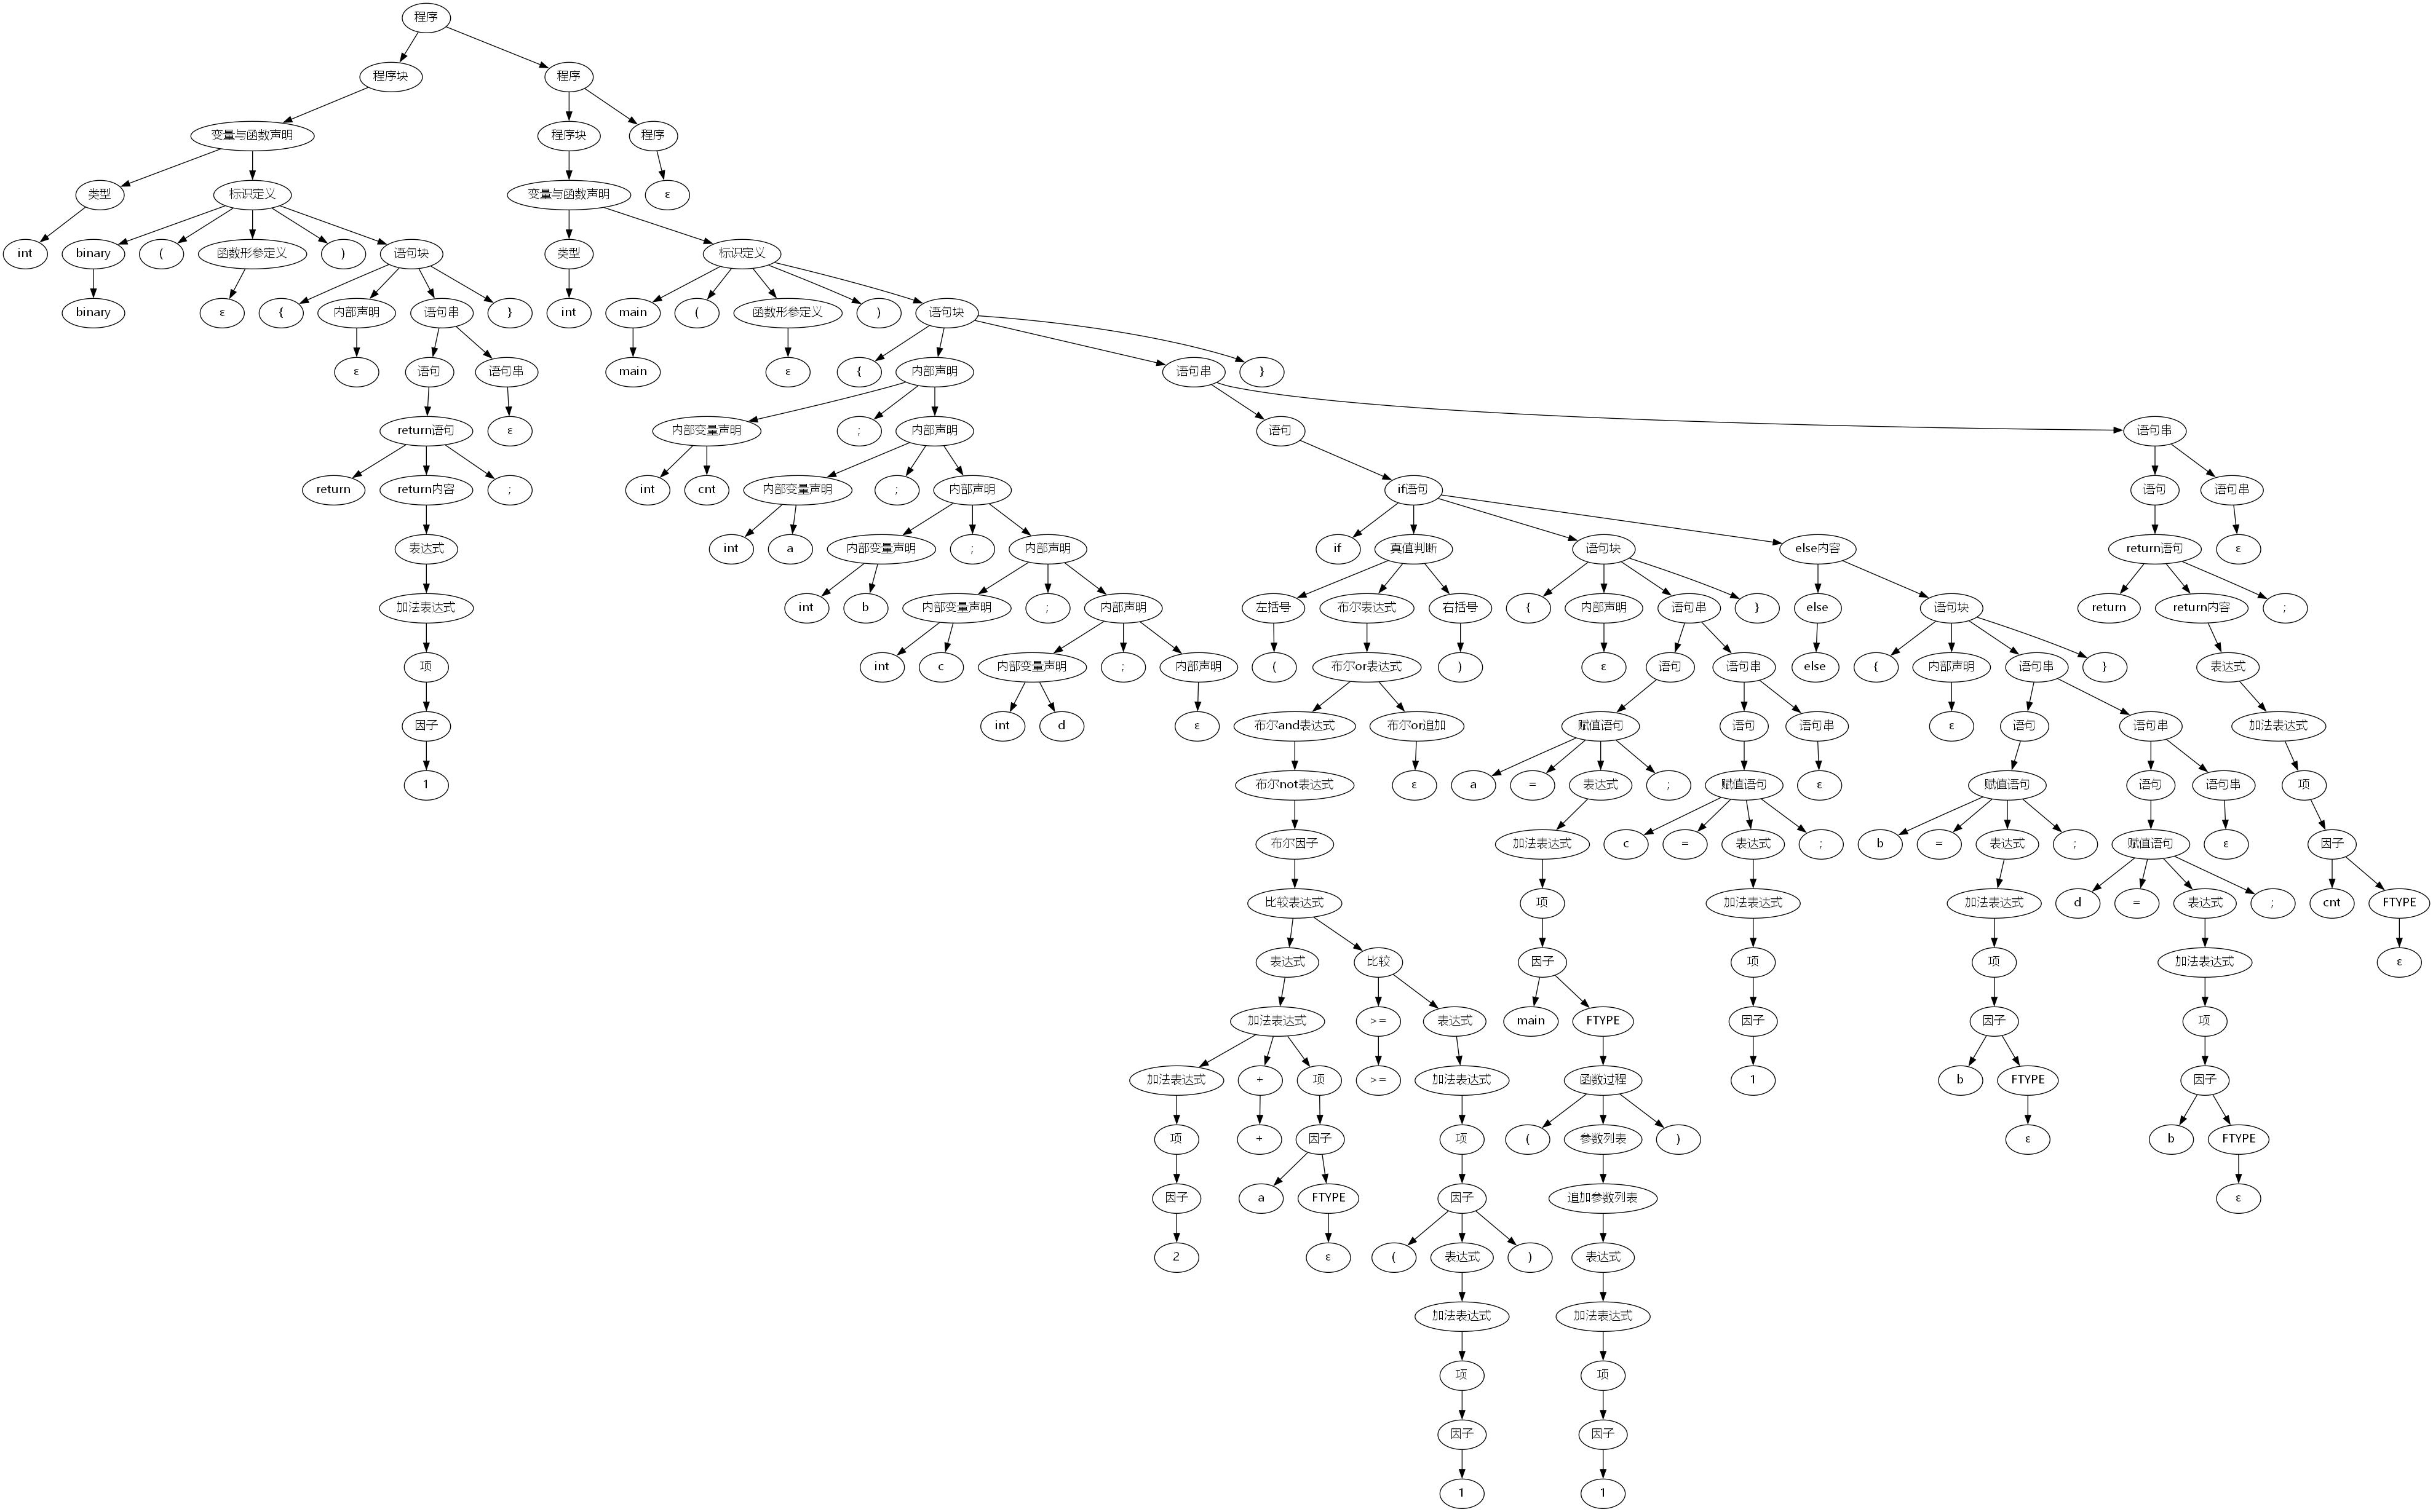 程序
程序块 程序
变量与函数声明 程序块 程序
类型 标识定义 变量与函数声明 ε
int binary ( 函数形参定义 ) 语句块 类型 标识定义
binary ε { 内部声明 语句串 } int main ( 函数形参定义 ) 语句块
ε 语句 语句串 main ε { 内部声明 语句串 }
return语句 ε 内部变量声明 ; 内部声明 语句 语句串
return return内容 ; int cnt 内部变量声明 ; 内部声明 if语句 语句 语句串
表达式 int a 内部变量声明 ; 内部声明 if 真值判断 语句块 else内容 return语句 ε
加法表达式 int b 内部变量声明 ; 内部声明 左括号 布尔表达式 右括号 { 内部声明 语句串 } else 语句块 return return内容 ;
项 int c 内部变量声明 ; 内部声明 ( 布尔or表达式 ) ε 语句 语句串 else { 内部声明 语句串 } 表达式
因子 int d ε 布尔and表达式 布尔or追加 赋值语句 语句 语句串 ε 语句 语句串 加法表达式
1 布尔not表达式 ε a = 表达式 ; 赋值语句 ε 赋值语句 语句 语句串 项
布尔因子 加法表达式 c = 表达式 ; b = 表达式 ; 赋值语句 ε 因子
比较表达式 项 加法表达式 加法表达式 d = 表达式 ; cnt FTYPE
表达式 比较 因子 项 项 加法表达式 ε
加法表达式 >= 表达式 main FTYPE 因子 因子 项
加法表达式 + 项 >= 加法表达式 函数过程 1 b FTYPE 因子
项 + 因子 项 ( 参数列表 ) ε b FTYPE
因子 a FTYPE 因子 追加参数列表 ε
2 ε ( 表达式 ) 表达式
加法表达式 加法表达式
项 项
因子 因子
1 1